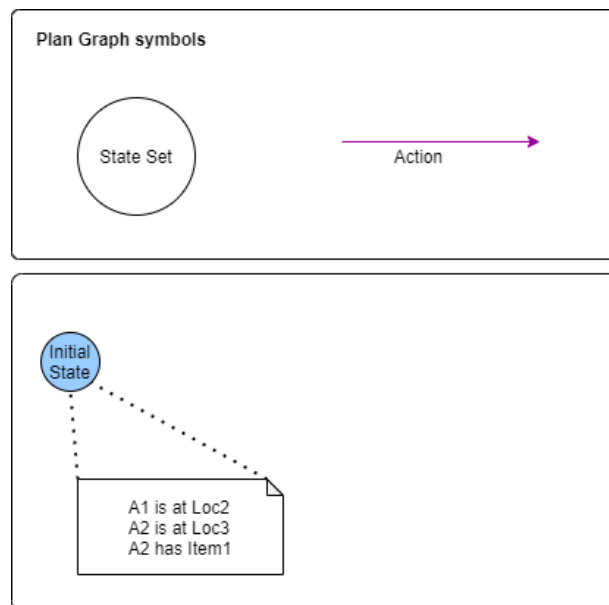 Plan Graph symbols
State Set
Action
Initial
State
A1 is at Loc2
A2 is at Loc3
A2 has Item1